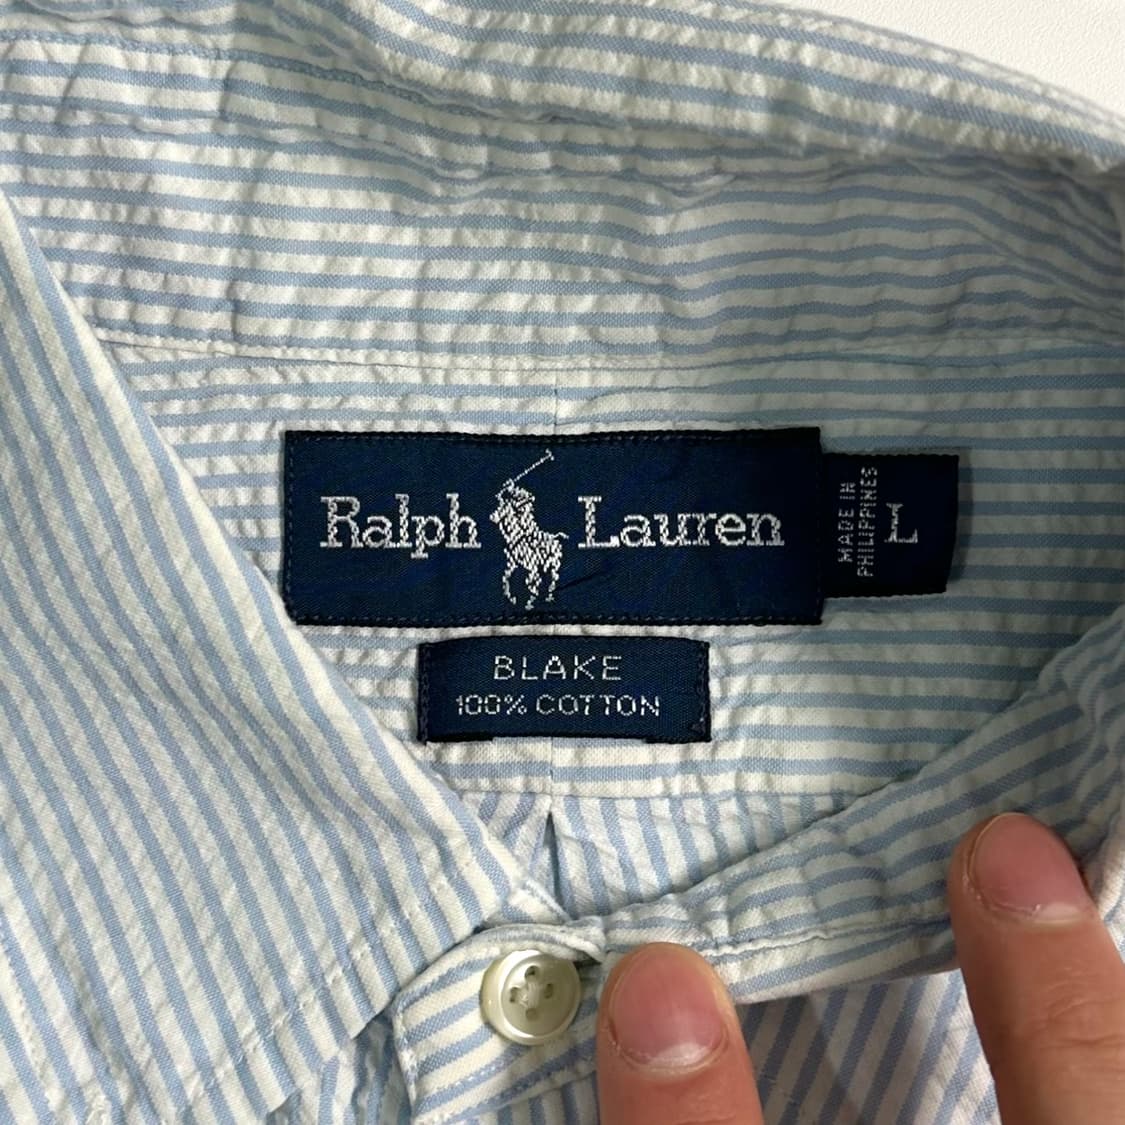 Ralph Lauren
MADE IN
PHILIPPINES
L
BLAKE
100% COTTON